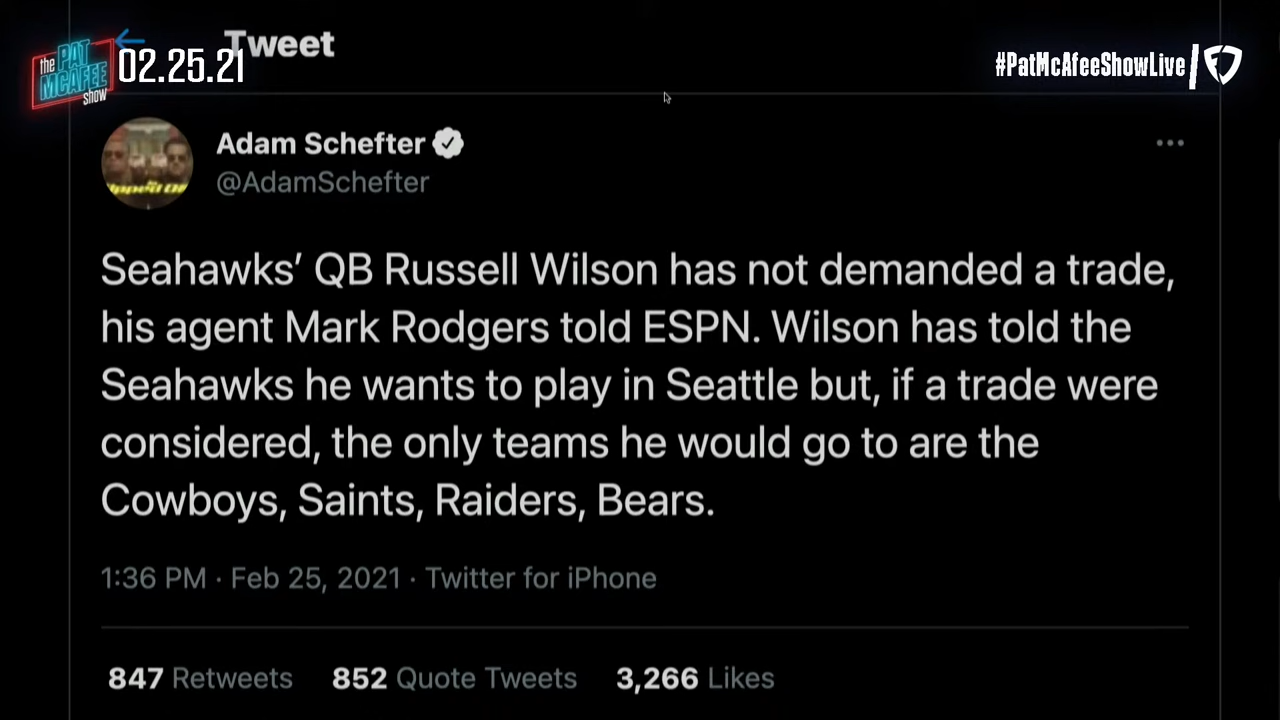 the
PAT
MCAFEE
show
02.25.21
Tweet
#PatMcAfeeShowLive
Adam Schefter
@AdamSchefter
Seahawks’ QB Russell Wilson has not demanded a trade,
his agent Mark Rodgers told ESPN. Wilson has told the
Seahawks he wants to play in Seattle but, if a trade were
considered, the only teams he would go to are the
Cowboys, Saints, Raiders, Bears.
1:36 PM · Feb 25, 2021 · Twitter for iPhone
847 Retweets 852 Quote Tweets 3,266 Likes